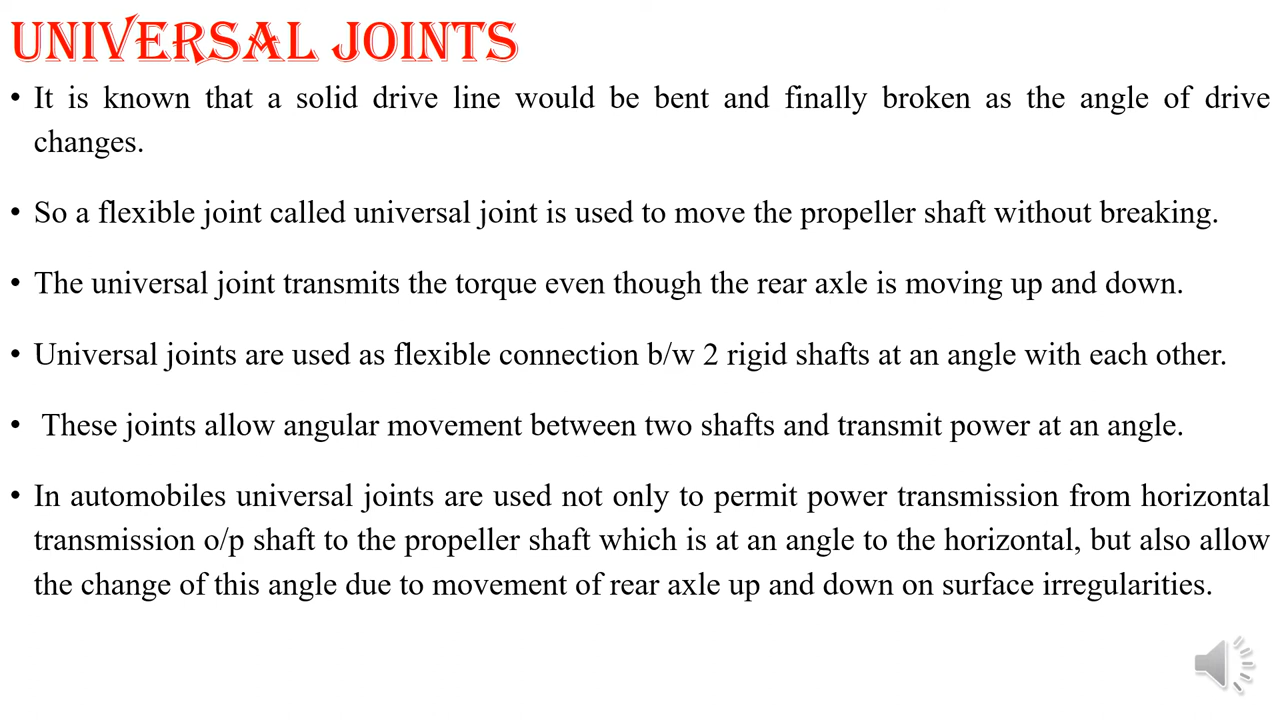 UNIVERSAL JOINTS
• It is known that a solid drive line would be bent and finally broken as the angle of drive
changes.
• So a flexible joint called universal joint is used to move the propeller shaft without breaking.
• The universal joint transmits the torque even though the rear axle is moving up and down.
• Universal joints are used as flexible connection b/w 2 rigid shafts at an angle with each other.
• These joints allow angular movement between two shafts and transmit power at an angle.
• In automobiles universal joints are used not only to permit power transmission from horizontal
transmission o/p shaft to the propeller shaft which is at an angle to the horizontal, but also allow
the change of this angle due to movement of rear axle up and down on surface irregularities.